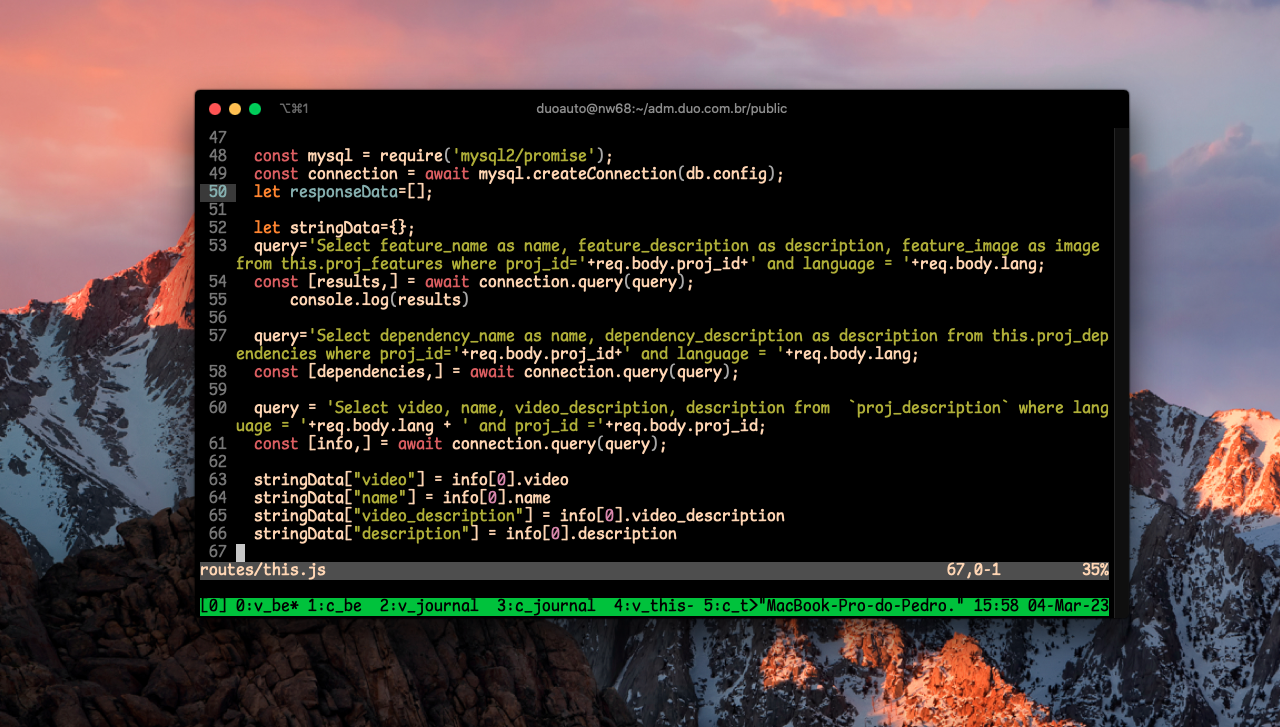 ⌥⌘1
duoauto@nw68:~/adm.duo.com.br/public
47
48   const mysql = require('mysql2/promise');
49   const connection = await mysql.createConnection(db.config);
50   let responseData=[];
51
52   let stringData={};
53   query='Select feature_name as name, feature_description as description, feature_image as image
from this.proj_features where proj_id='+req.body.proj_id+' and language = '+req.body.lang;
54   const [results,] = await connection.query(query);
55       console.log(results)
56
57   query='Select dependency_name as name, dependency_description as description from this.proj_dep
endencies where proj_id='+req.body.proj_id+' and language = '+req.body.lang;
58   const [dependencies,] = await connection.query(query);
59
60   query = 'Select video, name, video_description, description from  `proj_description` where lang
uage = '+req.body.lang + ' and proj_id ='+req.body.proj_id;
61   const [info,] = await connection.query(query);
62
63   stringData["video"] = info[0].video
64   stringData["name"] = info[0].name
65   stringData["video_description"] = info[0].video_description
66   stringData["description"] = info[0].description
67
routes/this.js 67,0-1 35%
[0] 0:v_be* 1:c_be  2:v_journal  3:c_journal  4:v_this- 5:c_t>"MacBook-Pro-do-Pedro." 15:58 04-Mar-23